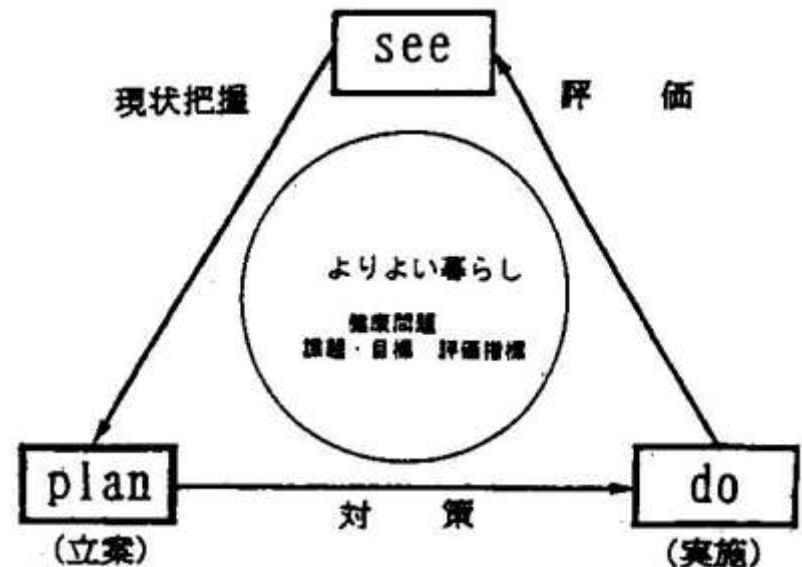 see
現状把握
評 価
よりよい暮らし
健康問題
課題・目標 評価指標
plan
do
対 策
(立案)
(実施)